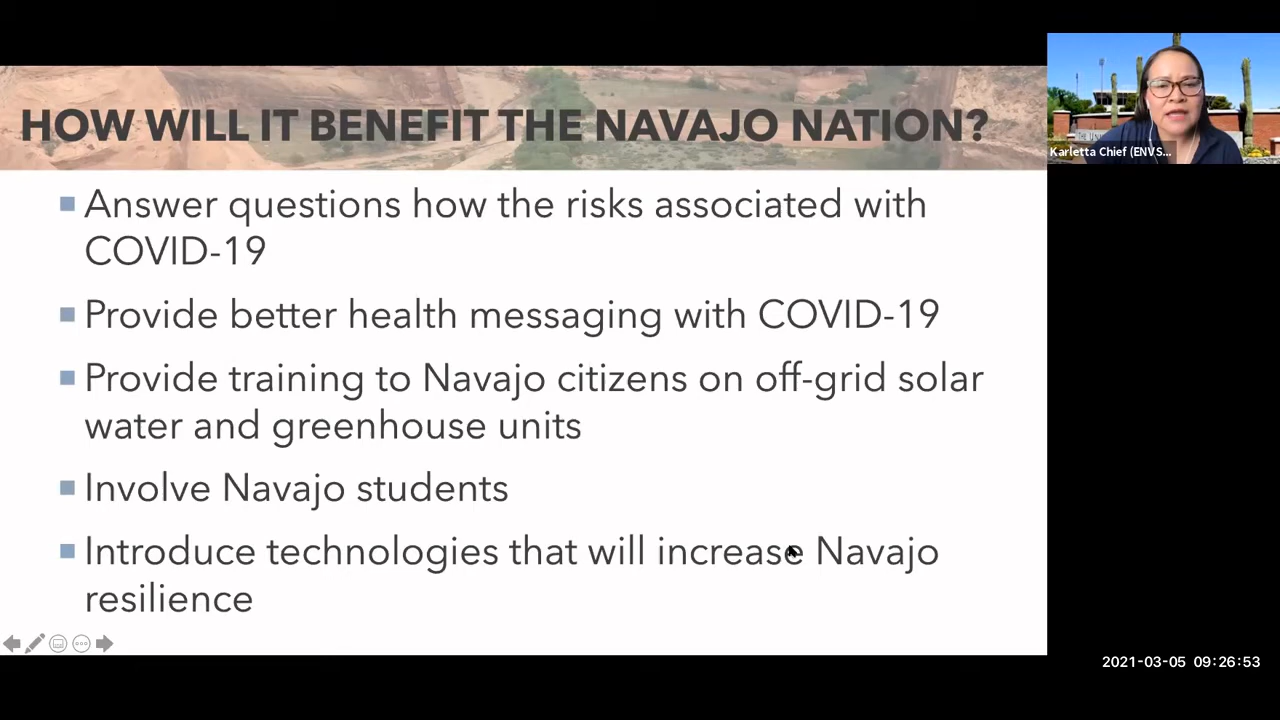 HOW WILL IT BENEFIT THE NAVAJO NATION?
Answer questions how the risks associated with
COVID-19
Provide better health messaging with COVID-19
Provide training to Navajo citizens on off-grid solar
water and greenhouse units
Involve Navajo students
Introduce technologies that will increase Navajo
resilience
Karletta Chief (ENVS...
2021-03-05 09:26:53